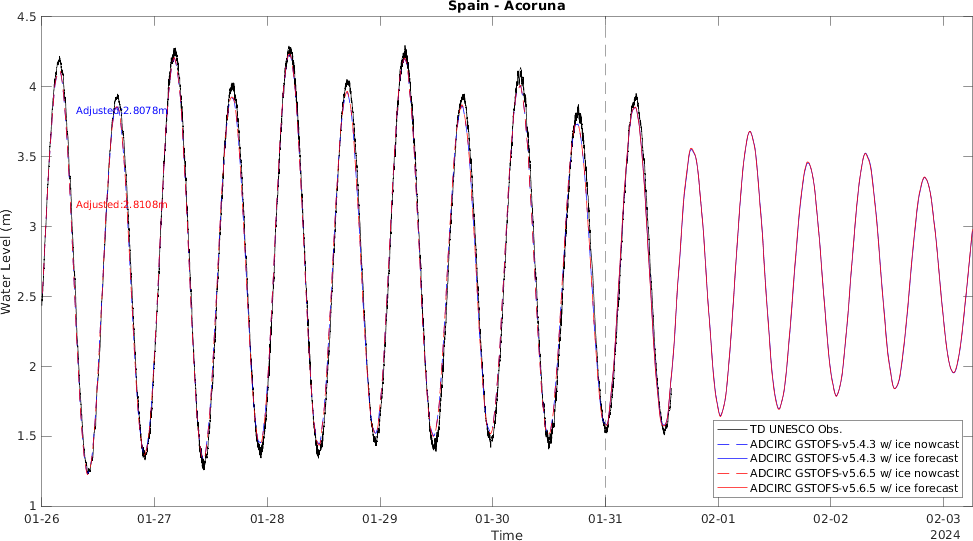 Spain - Acoruna
4.5
4
3.5
3
2.5
2
1.5
1
Water Level (m)
Adjusted:2.8078m
Adjusted:2.8108m
TD UNESCO Obs.
ADCIRC GSTOFS-v5.4.3 w/ ice nowcast
ADCIRC GSTOFS-v5.4.3 w/ ice forecast
ADCIRC GSTOFS-v5.6.5 w/ ice nowcast
ADCIRC GSTOFS-v5.6.5 w/ ice forecast
01-26 01-27 01-28 01-29 01-30 01-31 02-01 02-02 02-03
Time
2024